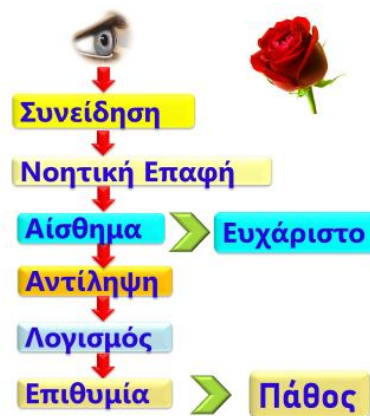 Συνείδηση
Νοητική Επαφή
Αίσθημα
Ευχάριστο
Αντίληψη
Λογισμός
Επιθυμία
Πάθος